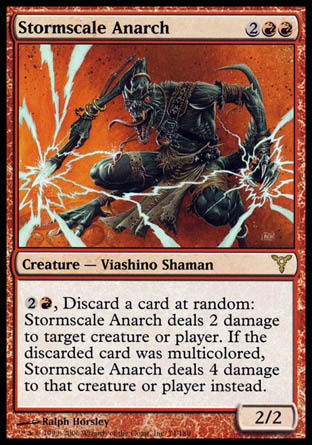 Stormscale Anarch 2
Creature — Viashino Shaman
2, Discard a card at random:
Stormscale Anarch deals 2 damage
to target creature or player. If the
discarded card was multicolored,
Stormscale Anarch deals 4 damage
to that creature or player instead.
Ralph Horsley
2/2